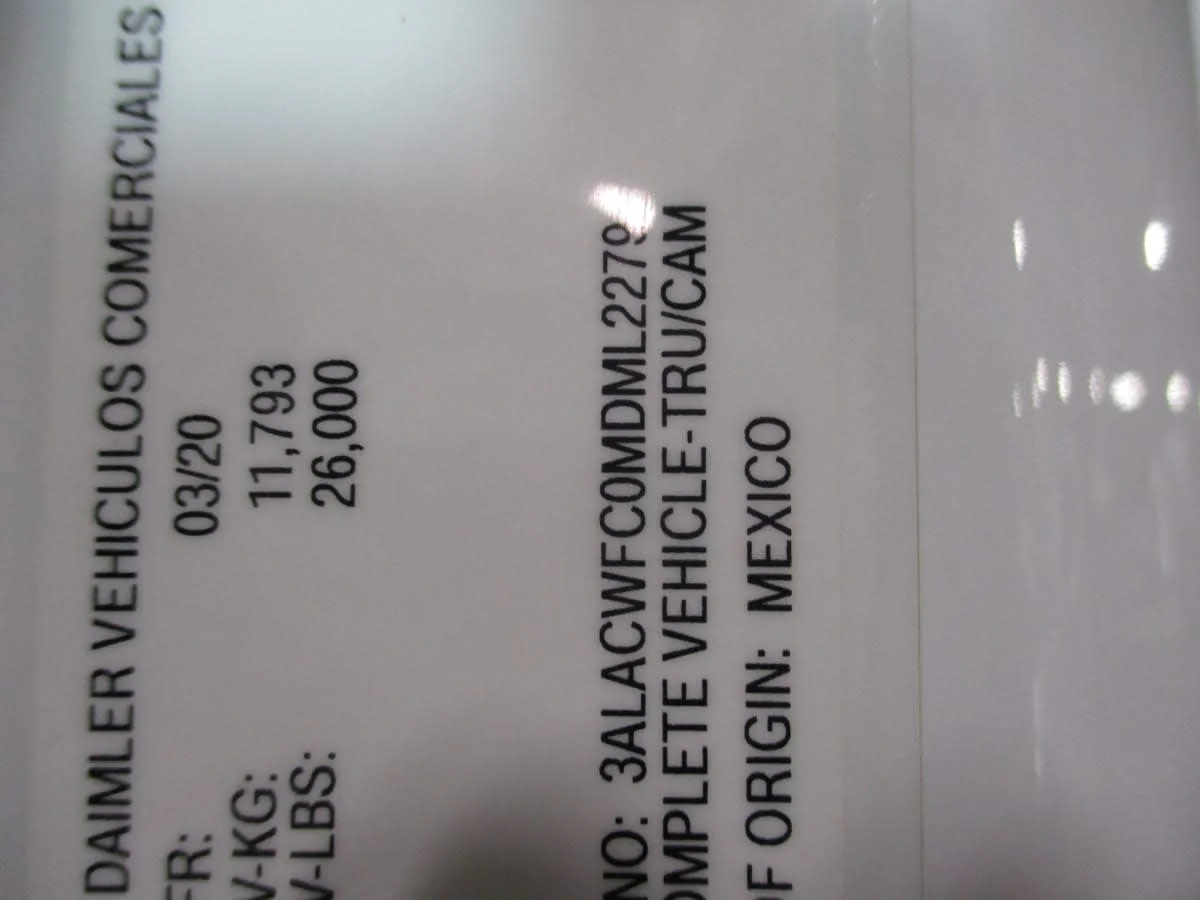 DAIMLER VEHICULOS COMERCIALES
FR: 03/20
V-KG: 11,793
V-LBS: 26,000
NO: 3ALACWFC0MDML2279
OMPLETE VEHICLE-TRU/CAM
OF ORIGIN: MEXICO